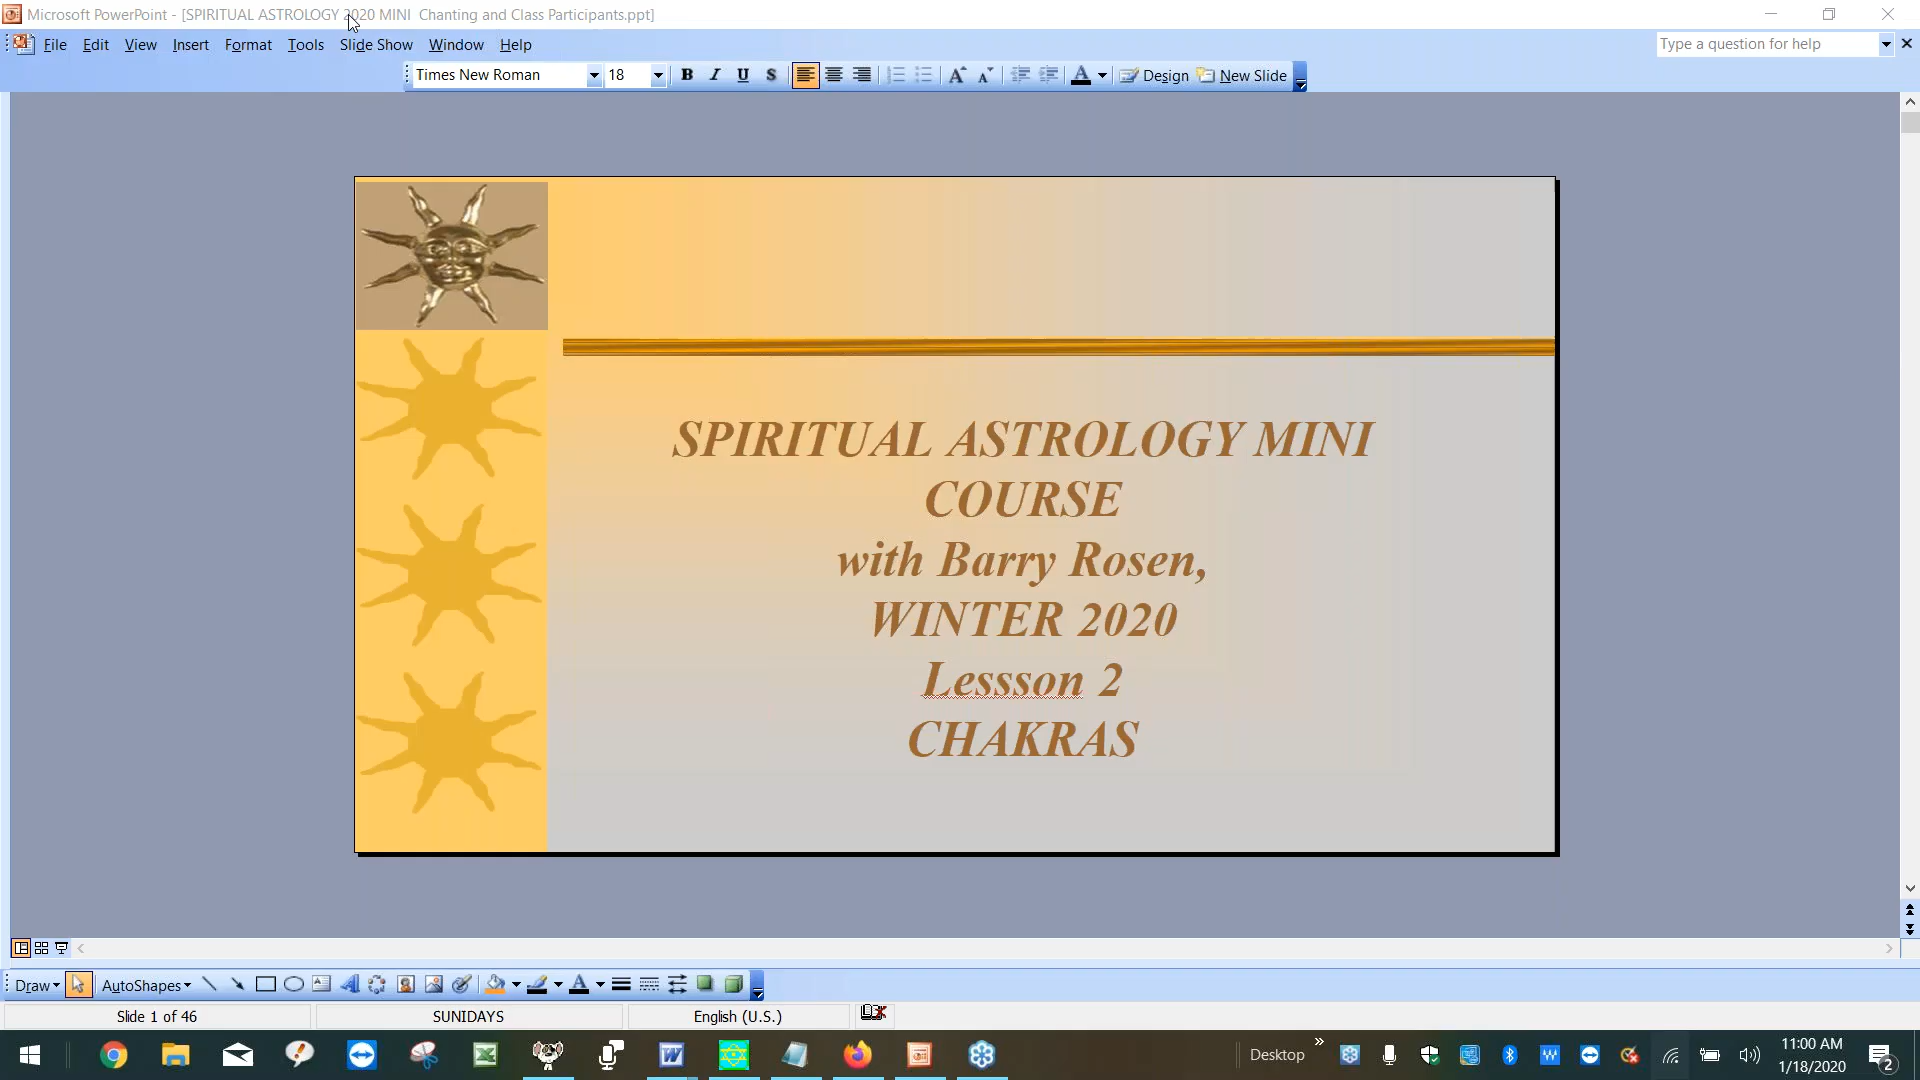 Microsoft PowerPoint - [SPIRITUAL ASTROLOGY 2020 MINI  Chanting and Class Participants.ppt]
File Edit View Insert Format Tools Slide Show Window Help
Type a question for help
Times New Roman 18 B I U S A A A Design New Slide
SPIRITUAL ASTROLOGY MINI
COURSE
with Barry Rosen,
WINTER 2020
Lessson 2
CHAKRAS
Draw AutoShapes A
Slide 1 of 46 SUNIDAYS English (U.S.)
Desktop
11:00 AM
1/18/2020
2